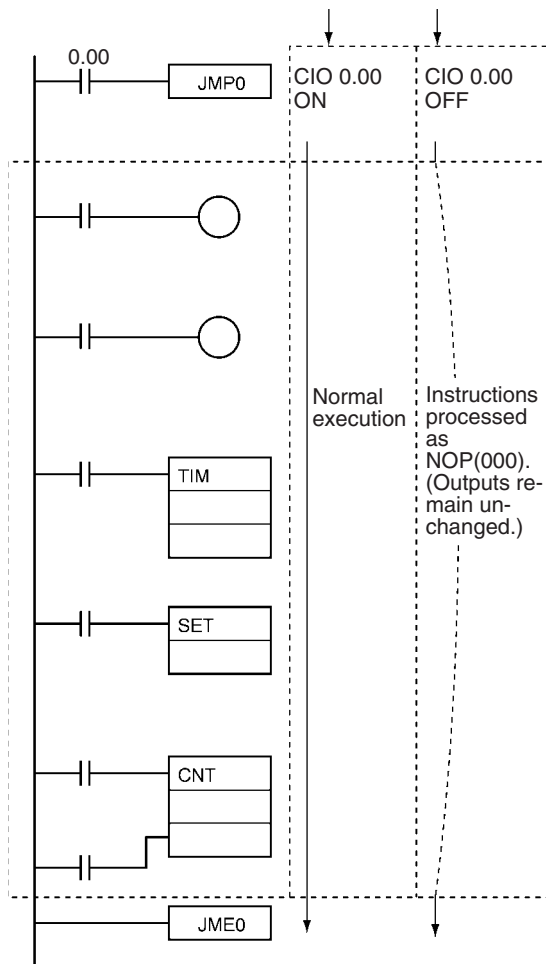 0.00
JMP0
CIO 0.00
ON
CIO 0.00
OFF
Normal
execution
Instructions
processed
as
NOP(000).
(Outputs re-
main un-
changed.)
TIM
SET
CNT
JME0